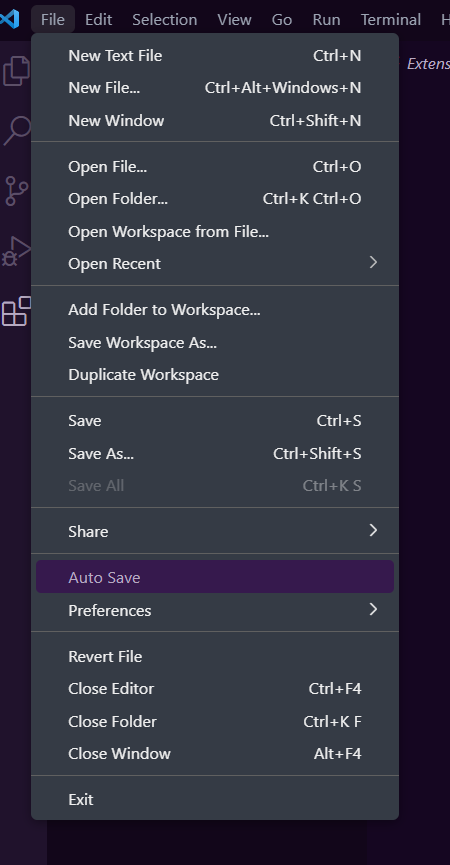 File Edit Selection View Go Run Terminal
Extens
New Text File Ctrl+N
New File... Ctrl+Alt+Windows+N
New Window Ctrl+Shift+N
Open File... Ctrl+O
Open Folder... Ctrl+K Ctrl+O
Open Workspace from File...
Open Recent
Add Folder to Workspace...
Save Workspace As...
Duplicate Workspace
Save Ctrl+S
Save As... Ctrl+Shift+S
Save All Ctrl+K S
Share
Auto Save
Preferences
Revert File
Close Editor Ctrl+F4
Close Folder Ctrl+K F
Close Window Alt+F4
Exit